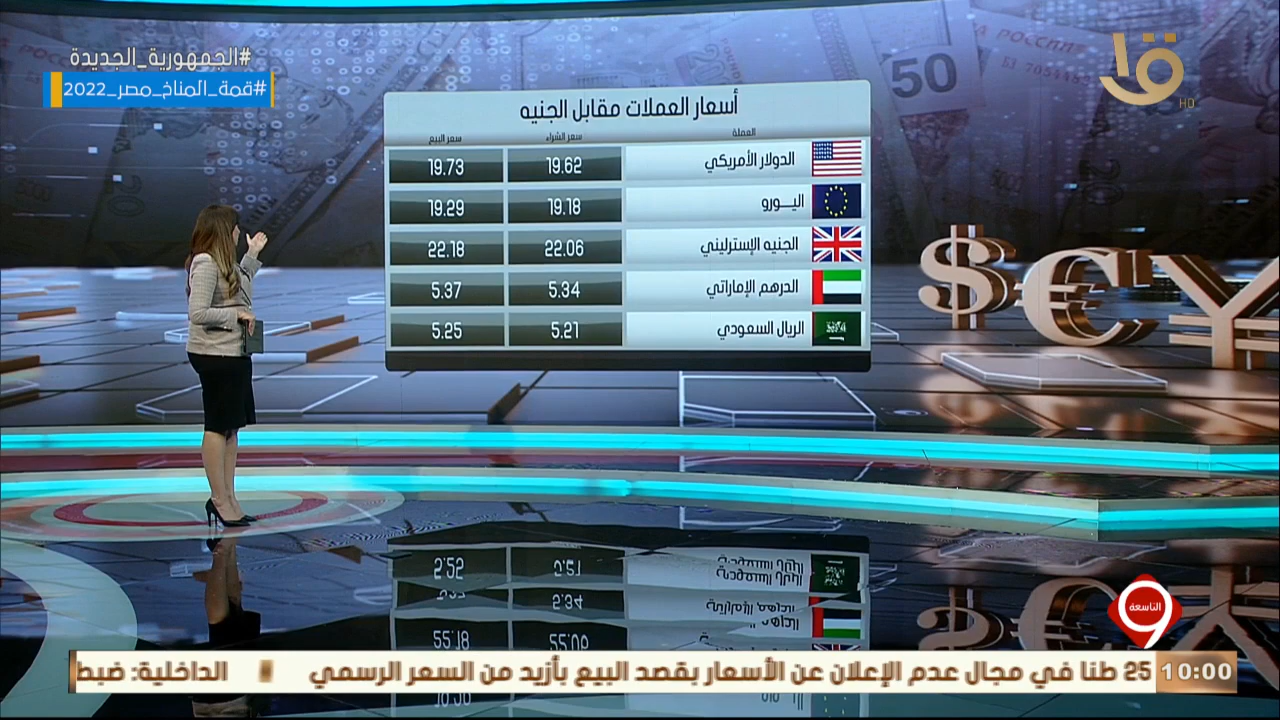 #الجمهورية_الجديدة
#قمة_المناخ_مصر_2022
HD
50
РОССИИ
أسعار العملات مقابل الجنيه
العملة سعر الشراء سعر البيع
الدولار الأمريكي 19.62 19.73
اليـــورو 19.18 19.29
الجنيه الإسترليني 22.06 22.18
الدرهم الإماراتي 5.34 5.37
الريال السعودي 5.21 5.25
$€¥
التاسعة
9
10:00
25 طنا في مجال عدم الإعلان عن الأسعار بقصد البيع بأزيد من السعر الرسمي
الداخلية: ضبط